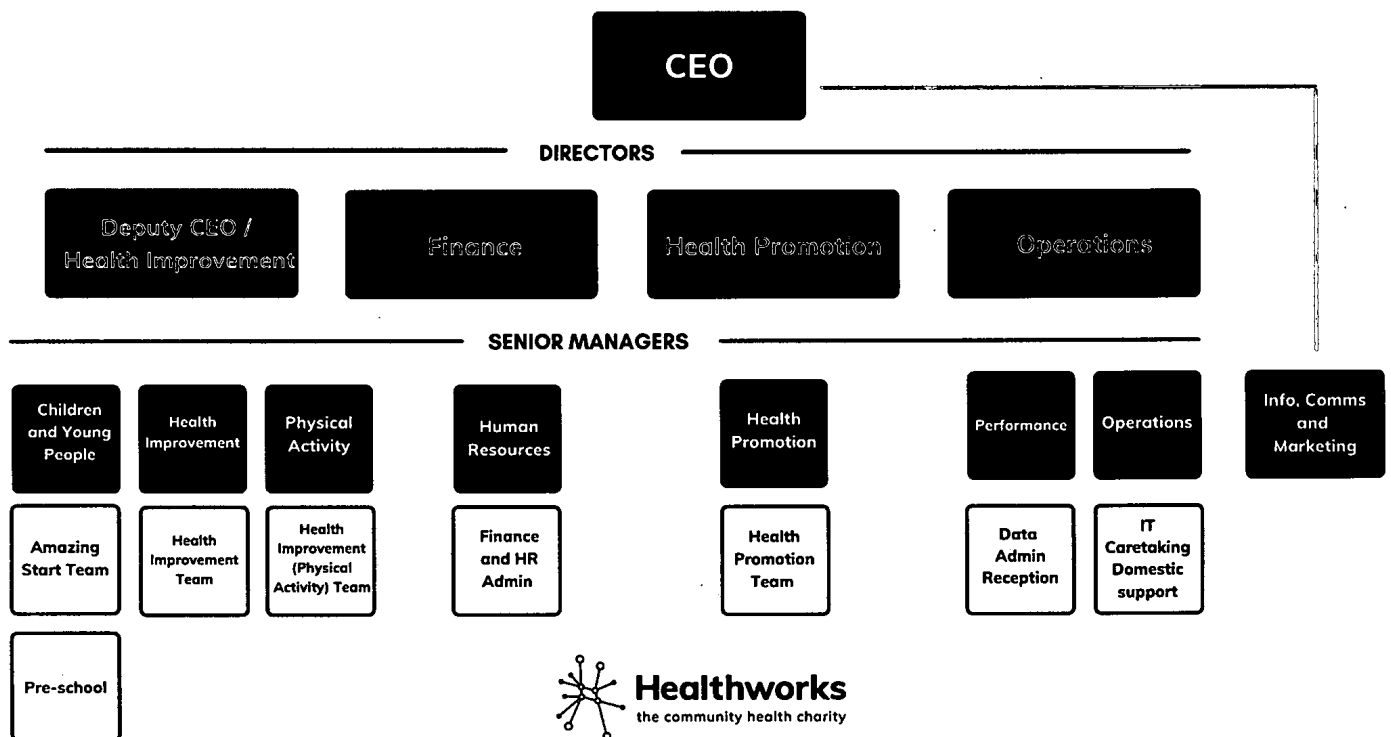 CEO
DIRECTORS
Deputy CEO /
Health Improvement
Finance
Health Promotion
Operations
SENIOR MANAGERS
Children
and Young
People
Health
Improvement
Physical
Activity
Human
Resources
Health
Promotion
Performance
Operations
Info, Comms
and
Marketing
Amazing
Start Team
Health
Improvement
Team
Health
Improvement
(Physical
Activity) Team
Finance
and HR
Admin
Health
Promotion
Team
Data
Admin
Reception
IT
Caretaking
Domestic
support
Pre-school
Healthworks
the community health charity